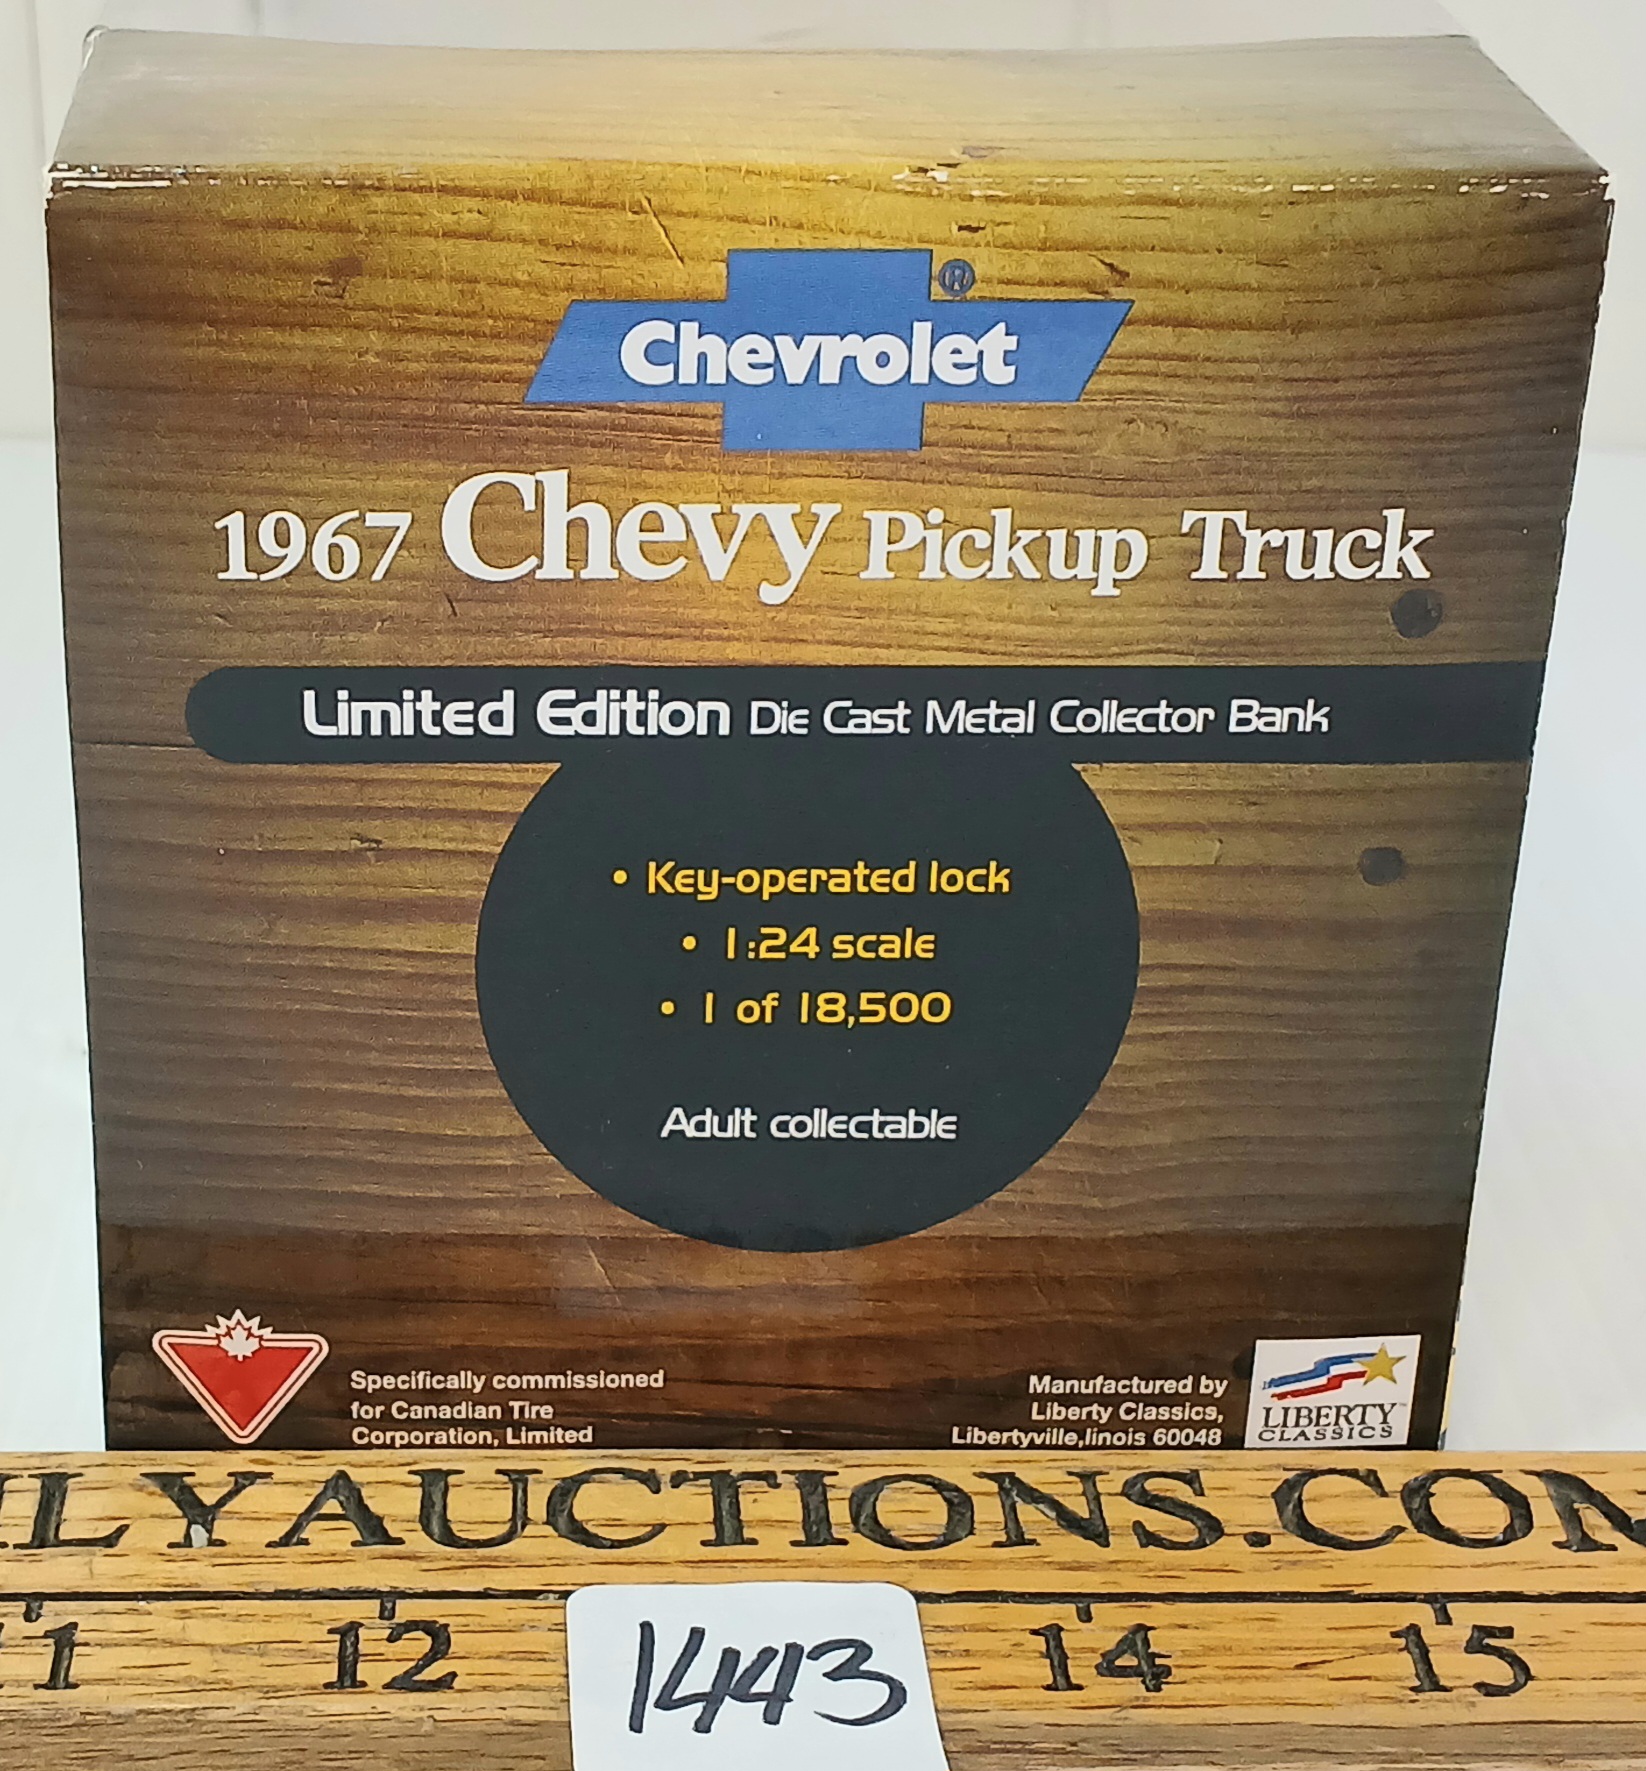 Chevrolet ®
1967 Chevy Pickup Truck
Limited Edition Die Cast Metal Collector Bank
• Key-operated lock
• 1:24 scale
• 1 of 18,500
Adult collectable
Specifically commissioned
for Canadian Tire
Corporation, Limited
Manufactured by
Liberty Classics,
Libertyville,linois 60048
LIBERTY™
CLASSICS
LYAUCTIONS.COM
11 12 14 15
1443